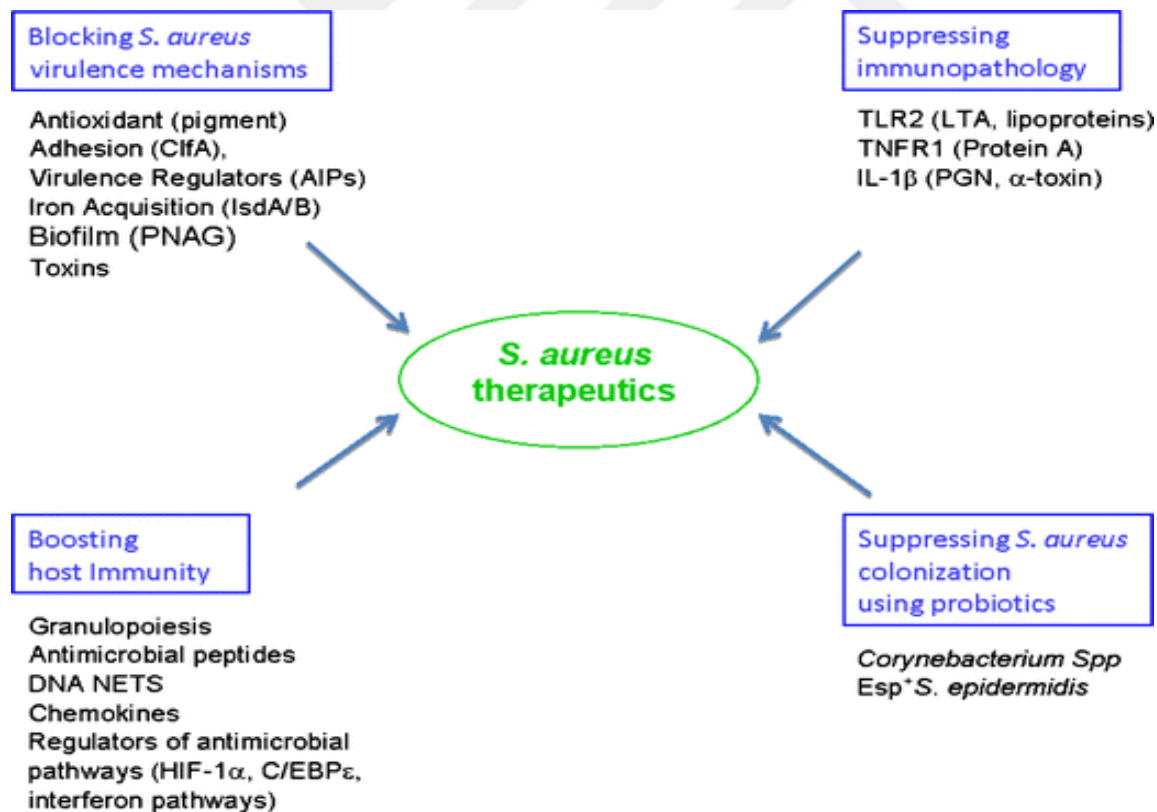 Blocking S. aureus
virulence mechanisms
Antioxidant (pigment)
Adhesion (ClfA),
Virulence Regulators (AIPs)
Iron Acquisition (IsdA/B)
Biofilm (PNAG)
Toxins
Suppressing
immunopathology
TLR2 (LTA, lipoproteins)
TNFR1 (Protein A)
IL-1β (PGN, α-toxin)
S. aureus
therapeutics
Boosting
host Immunity
Granulopoiesis
Antimicrobial peptides
DNA NETS
Chemokines
Regulators of antimicrobial
pathways (HIF-1α, C/EBPε,
interferon pathways)
Suppressing S. aureus
colonization
using probiotics
Corynebacterium Spp
Esp⁺S. epidermidis